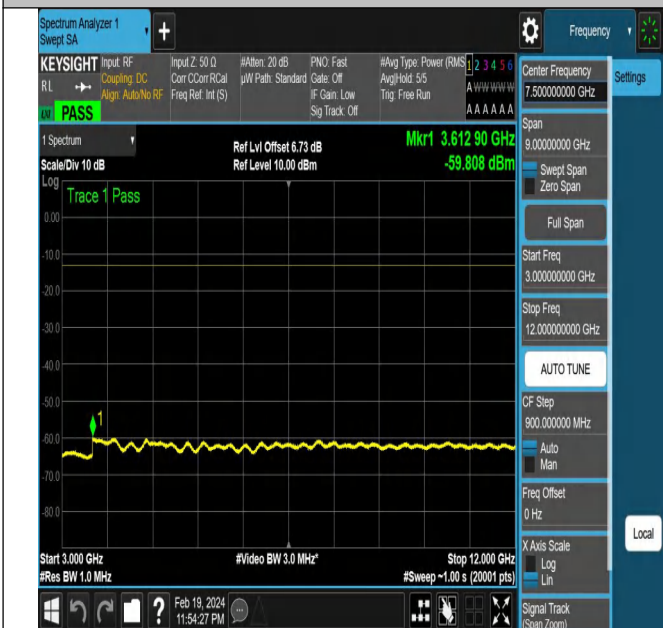 Spectrum Analyzer 1
Swept SA
Frequency
KEYSIGHT
RL
PASS
Input: RF
Coupling: DC
Align: Auto/No RF
Input Z: 50 Ω
Corr CCorr RCal
Freq Ref: Int (S)
#Atten: 20 dB
µW Path: Standard
PNO: Fast
Gate: Off
IF Gain: Low
Sig Track: Off
#Avg Type: Power (RMS
Avg|Hold: 5/5
Trig: Free Run
1 2 3 4 5 6
A W W W W W
A A A A A A
1 Spectrum
Scale/Div 10 dB
Ref Lvl Offset 6.73 dB
Ref Level 10.00 dBm
Mkr1 3.612 90 GHz
-59.808 dBm
Log
Trace 1 Pass
0.00
-10.0
-20.0
-30.0
-40.0
-50.0
-60.0
-70.0
-80.0
1
Start 3.000 GHz
#Res BW 1.0 MHz
#Video BW 3.0 MHz*
Stop 12.000 GHz
#Sweep ~1.00 s (20001 pts)
?
Feb 19, 2024
11:54:27 PM
Center Frequency
7.500000000 GHz
Settings
Span
9.00000000 GHz
Swept Span
Zero Span
Full Span
Start Freq
3.000000000 GHz
Stop Freq
12.000000000 GHz
AUTO TUNE
CF Step
900.000000 MHz
Auto
Man
Freq Offset
0 Hz
X Axis Scale
Log
Lin
Local
Signal Track
(Span Zoom)